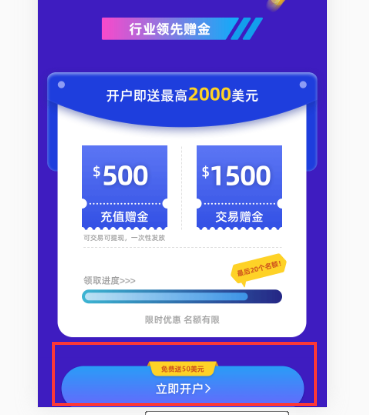 行业领先赠金
开户即送最高2000美元
$500
$1500
充值赠金
交易赠金
可交易可提现，一次性发放
最后20个名额！
领取进度>>>
限时优惠 名额有限
免费送50美元
立即开户>